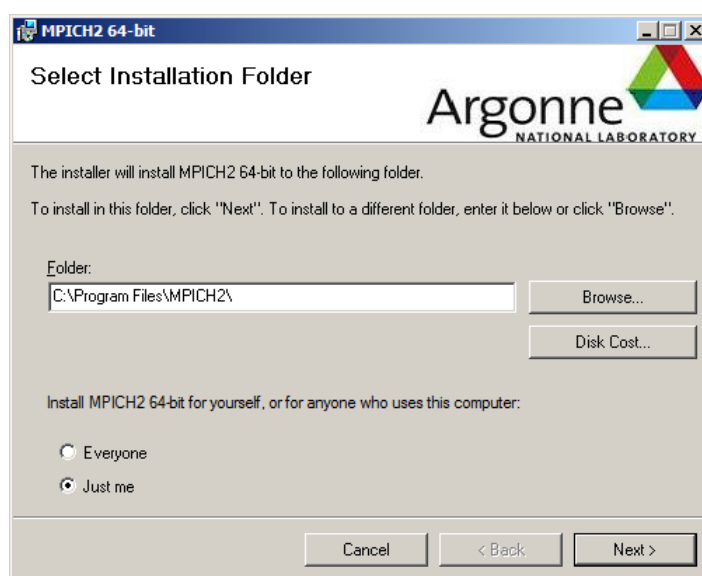 MPICH2 64-bit
Select Installation Folder
Argonne
NATIONAL LABORATORY
The installer will install MPICH2 64-bit to the following folder.
To install in this folder, click "Next". To install to a different folder, enter it below or click "Browse".
Folder:
C:\Program Files\MPICH2\
Browse...
Disk Cost...
Install MPICH2 64-bit for yourself, or for anyone who uses this computer:
Everyone
Just me
Cancel
< Back
Next >